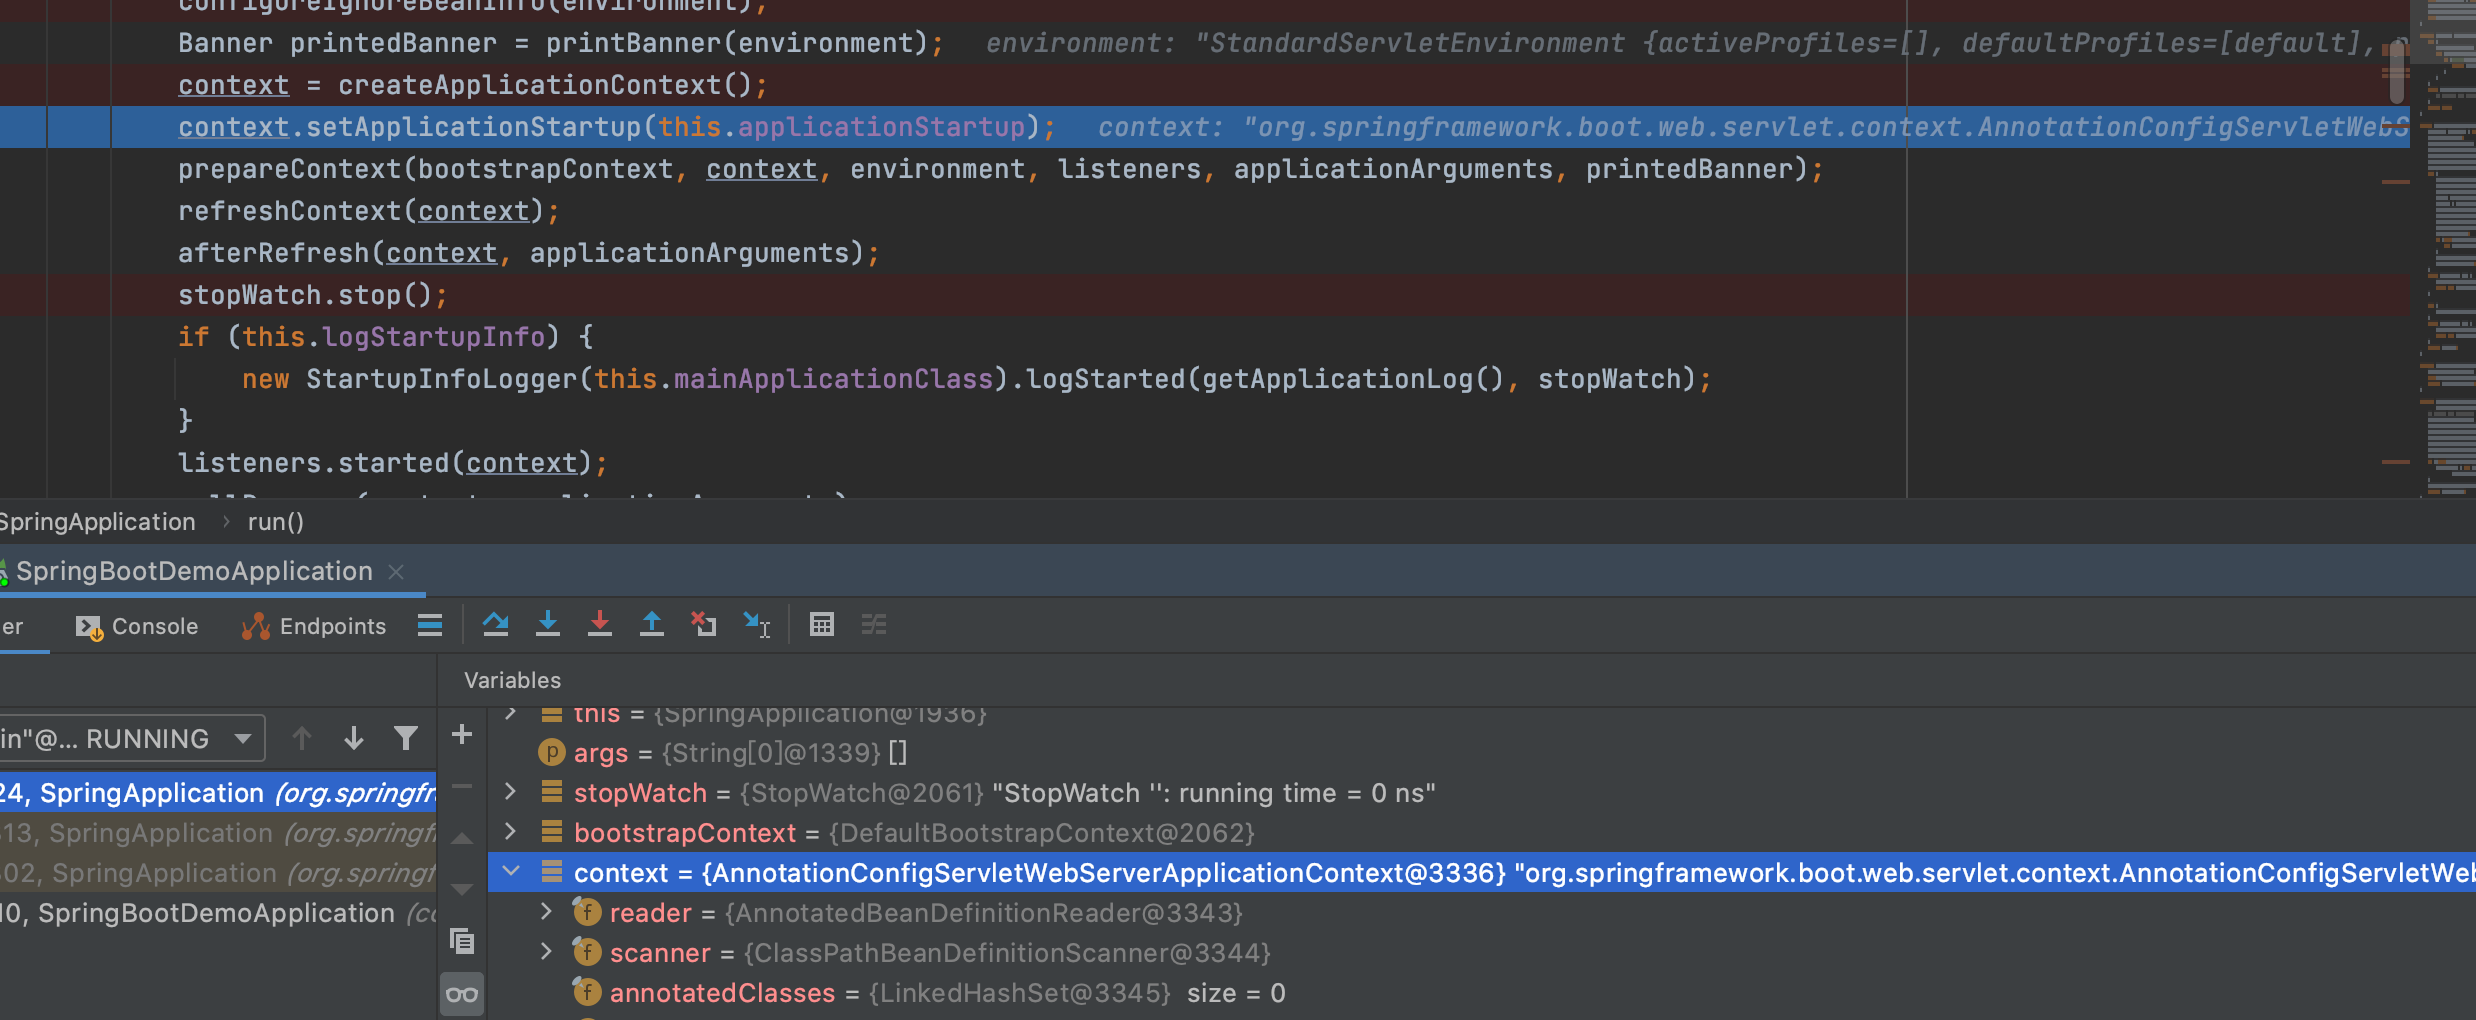 configureIgnoreBeanInfo(environment);
Banner printedBanner = printBanner(environment); environment: "StandardServletEnvironment {activeProfiles=[], defaultProfiles=[default],
context = createApplicationContext();
context.setApplicationStartup(this.applicationStartup); context: "org.springframework.boot.web.servlet.context.AnnotationConfigServletWebS
prepareContext(bootstrapContext, context, environment, listeners, applicationArguments, printedBanner);
refreshContext(context);
afterRefresh(context, applicationArguments);
stopWatch.stop();
if (this.logStartupInfo) {
new StartupInfoLogger(this.mainApplicationClass).logStarted(getApplicationLog(), stopWatch);
}
listeners.started(context);
SpringApplication › run()
SpringBootDemoApplication
er Console Endpoints
Variables
in"@... RUNNING
24, SpringApplication (org.springfr
313, SpringApplication (org.springf
302, SpringApplication (org.springf
10, SpringBootDemoApplication (co
this = {SpringApplication@1936}
p args = {String[0]@1339} []
stopWatch = {StopWatch@2061} "StopWatch '': running time = 0 ns"
bootstrapContext = {DefaultBootstrapContext@2062}
context = {AnnotationConfigServletWebServerApplicationContext@3336} "org.springframework.boot.web.servlet.context.AnnotationConfigServletWeb
f reader = {AnnotatedBeanDefinitionReader@3343}
f scanner = {ClassPathBeanDefinitionScanner@3344}
f annotatedClasses = {LinkedHashSet@3345} size = 0